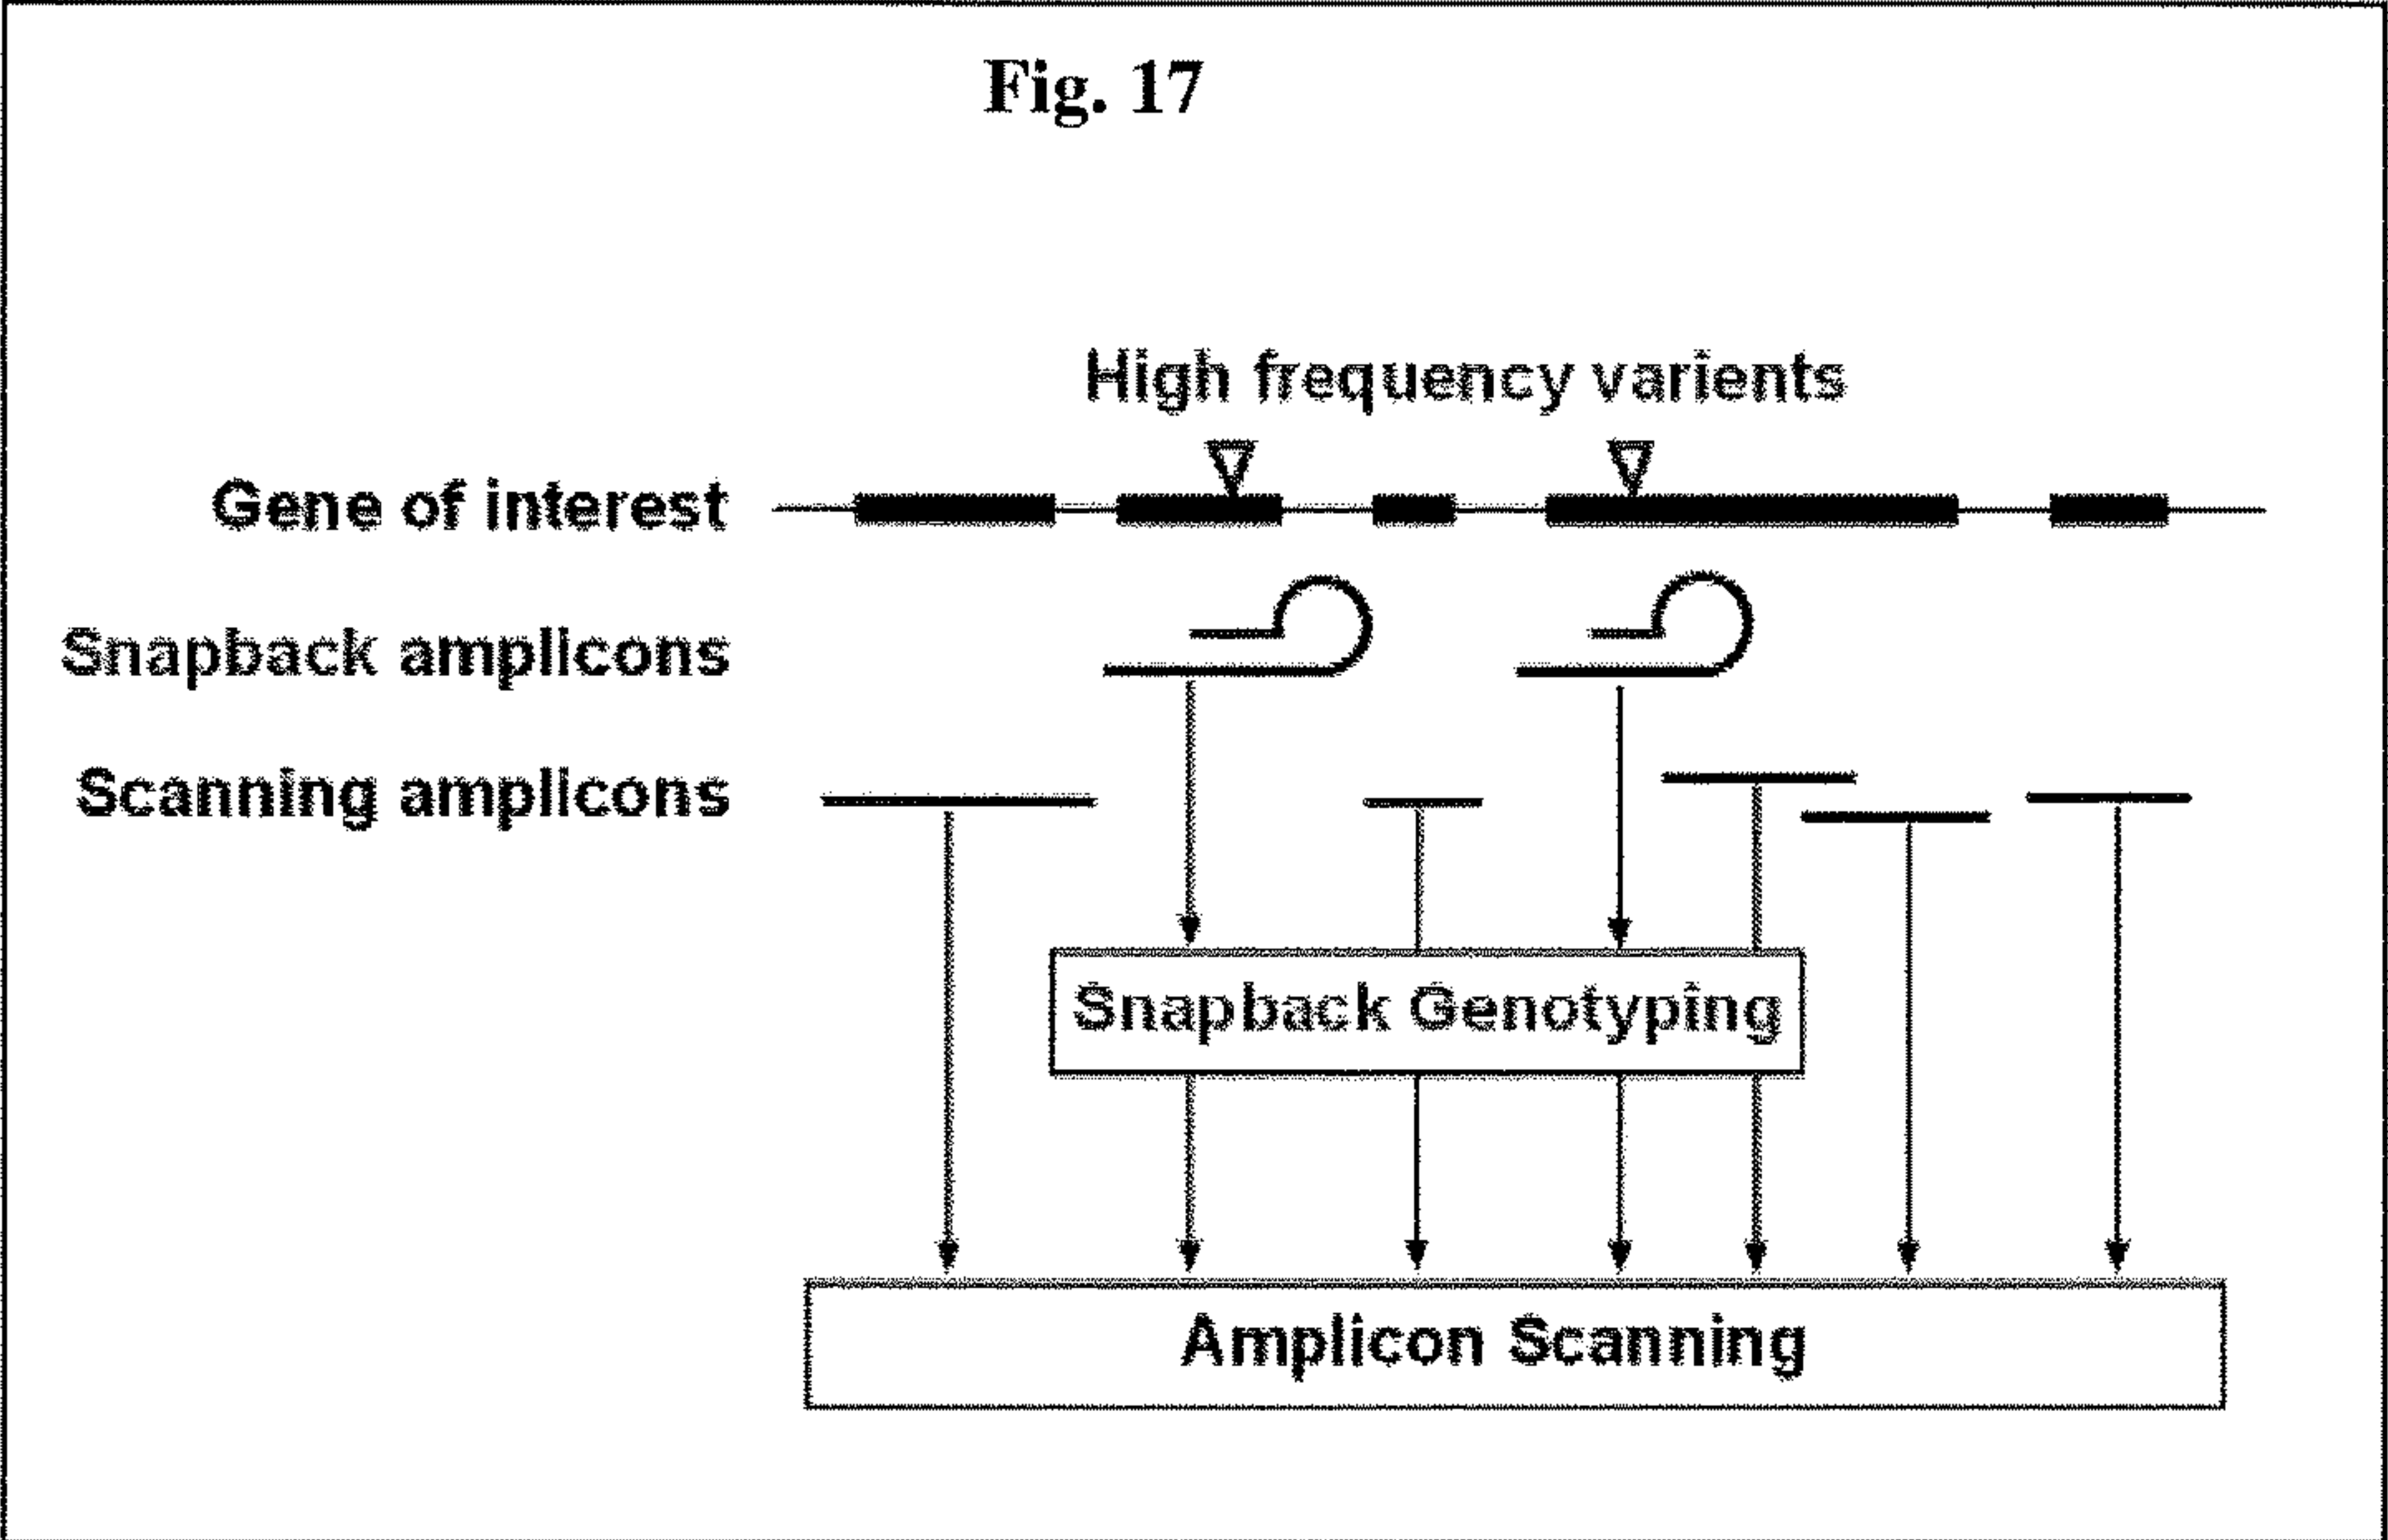 Fig. 17
High frequency varients
Gene of interest
Snapback amplicons
Scanning amplicons
Snapback Genotyping
Amplicon Scanning